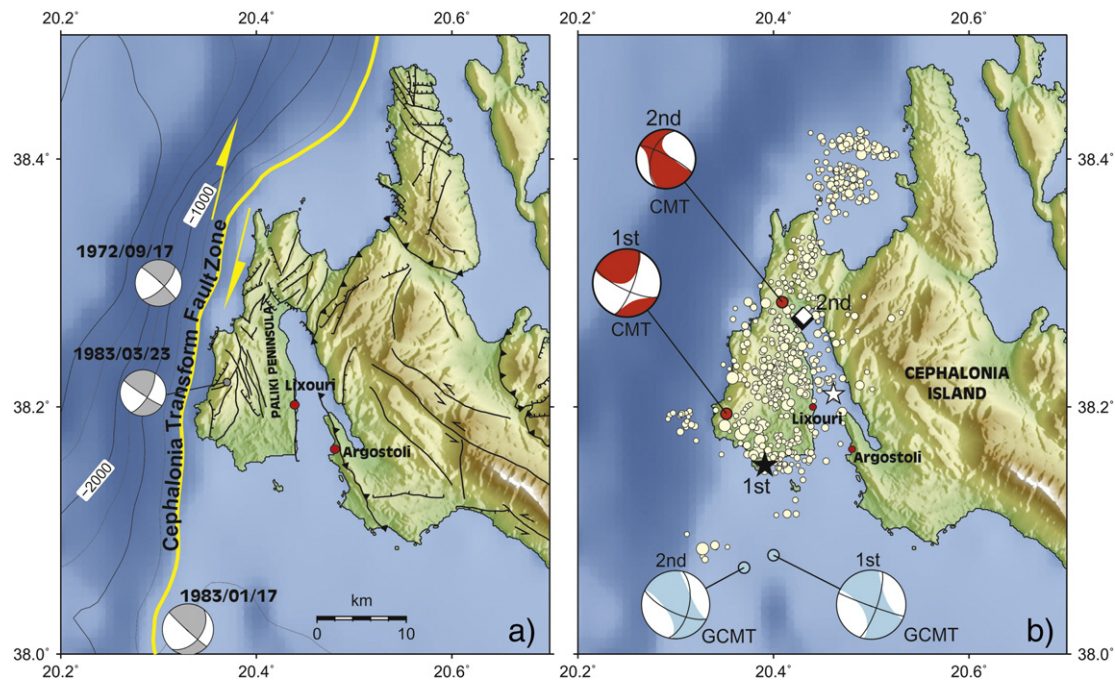 20.2˚ 20.4˚ 20.6˚ 20.2˚ 20.4˚ 20.6˚
38.4˚ 38.4˚
38.2˚ 38.2˚
38.0˚ 38.0˚
−1000
−2000
1972/09/17
1983/03/23
1983/01/17
Cephalonia Transform Fault Zone
PALIKI PENINSULA
Lixouri
Argostoli
km
0 10
a)
20.2˚ 20.4˚ 20.6˚
2nd
CMT
1st
CMT
2nd
CEPHALONIA
ISLAND
Lixouri
Argostoli
1st
2nd
GCMT
1st
GCMT
b)
20.2˚ 20.4˚ 20.6˚